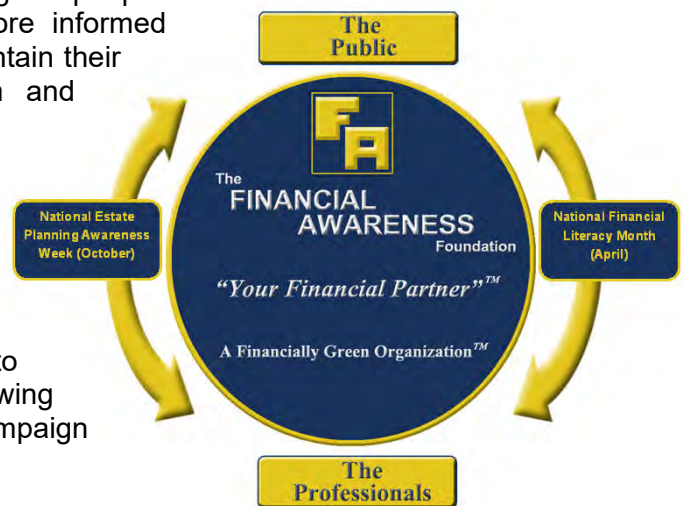 ore informed
ntain their
and
to
wing
mpaign
The
Public
FA
The
FINANCIAL
AWARENESS
Foundation
"Your Financial Partner"™
A Financially Green Organization™
National Estate
Planning Awareness
Week (October)
National Financial
Literacy Month
(April)
The
Professionals